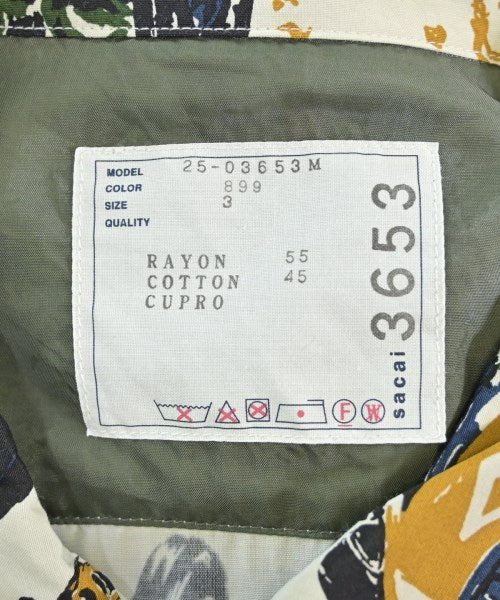 MODEL 25-03653M
COLOR 899
SIZE 3
QUALITY
RAYON 55
COTTON 45
CUPRO
F
W
sacai 3653